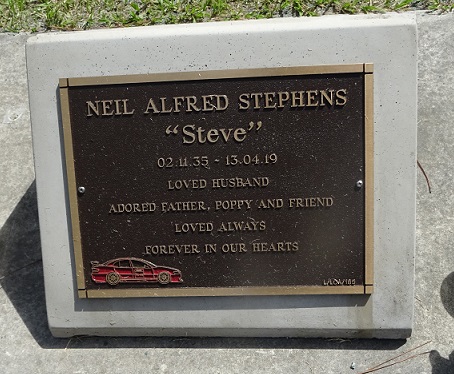 NEIL ALFRED STEPHENS
"Steve"
02.11.35 - 13.04.19
LOVED HUSBAND
ADORED FATHER, POPPY AND FRIEND
LOVED ALWAYS
FOREVER IN OUR HEARTS